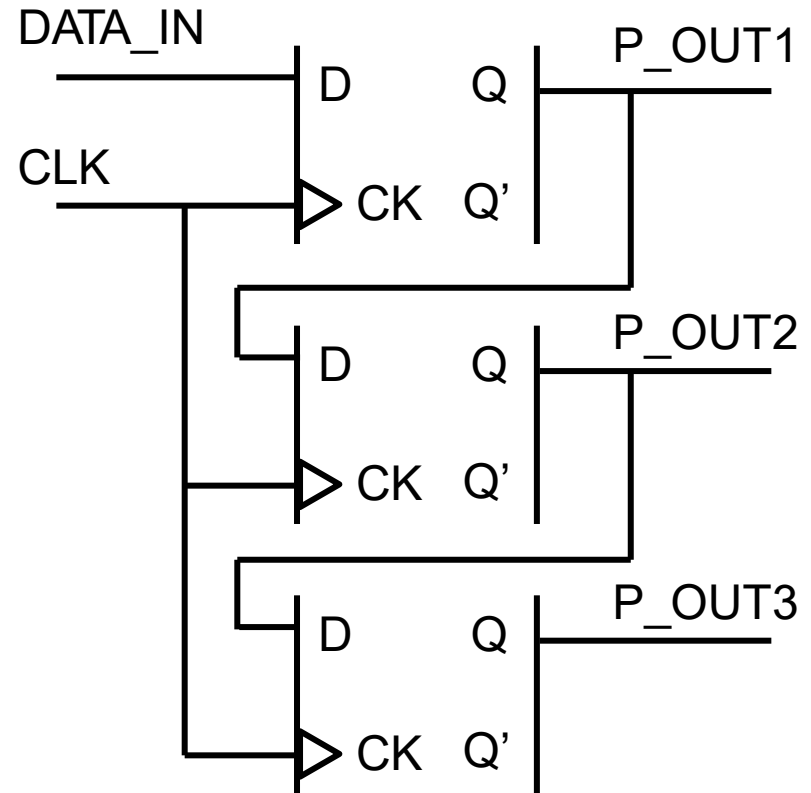 DATA_IN
P_OUT1
D Q
CLK
CK Q’
P_OUT2
D Q
CK Q’
P_OUT3
D Q
CK Q’